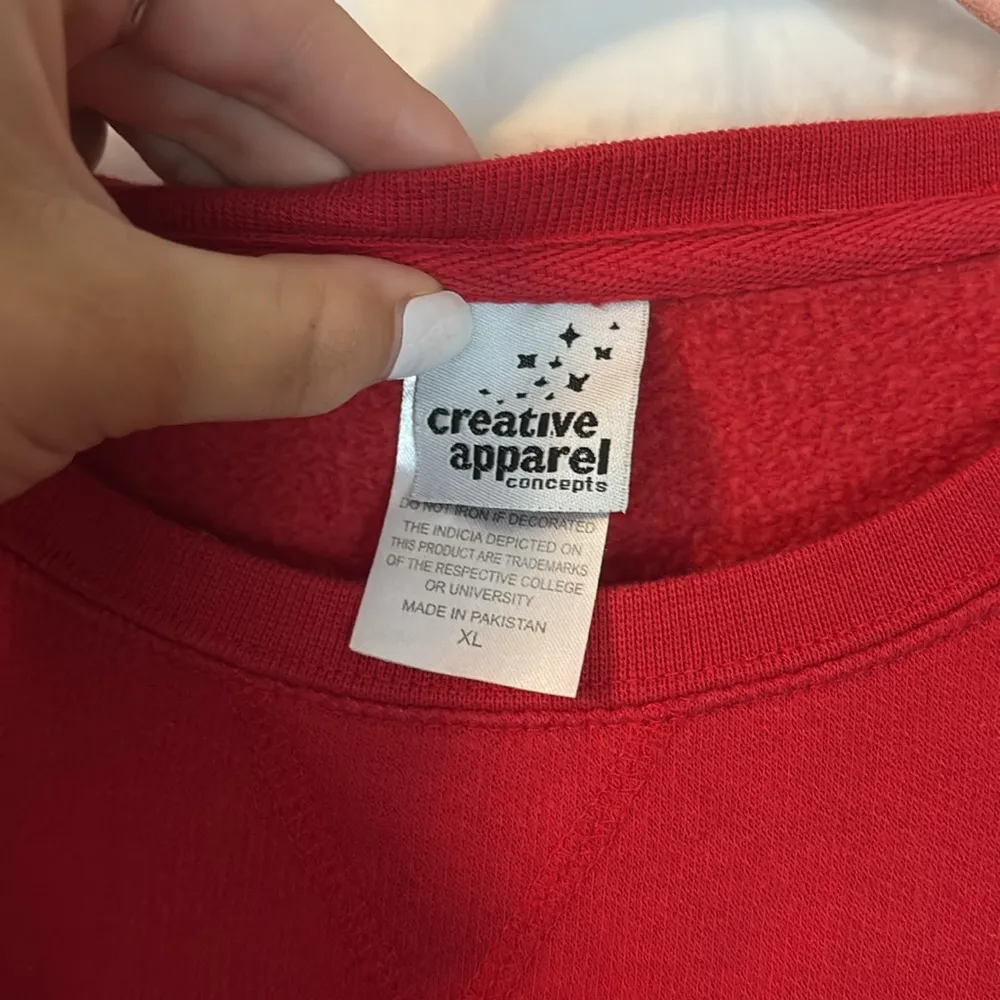 creative
apparel
concepts
DO NOT IRON IF DECORATED
THE INDICIA DEPICTED ON
THIS PRODUCT ARE TRADEMARKS
OF THE RESPECTIVE COLLEGE
OR UNIVERSITY
MADE IN PAKISTAN
XL